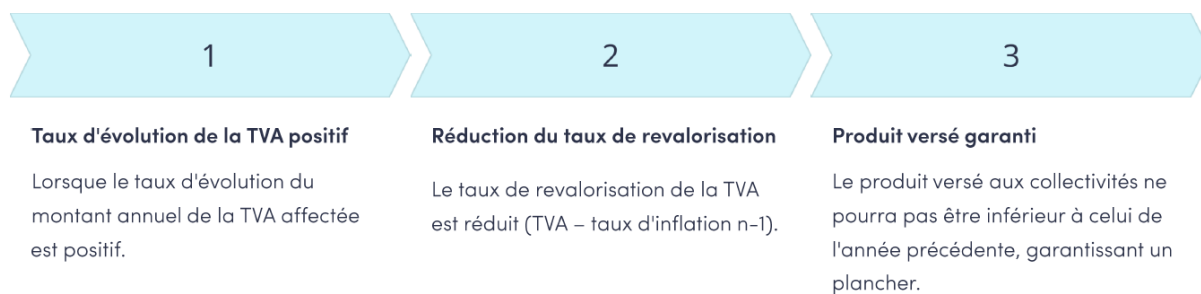 1
Taux d'évolution de la TVA positif
Lorsque le taux d'évolution du
montant annuel de la TVA affectée
est positif.
2
Réduction du taux de revalorisation
Le taux de revalorisation de la TVA
est réduit (TVA – taux d'inflation n-1).
3
Produit versé garanti
Le produit versé aux collectivités ne
pourra pas être inférieur à celui de
l'année précédente, garantissant un
plancher.